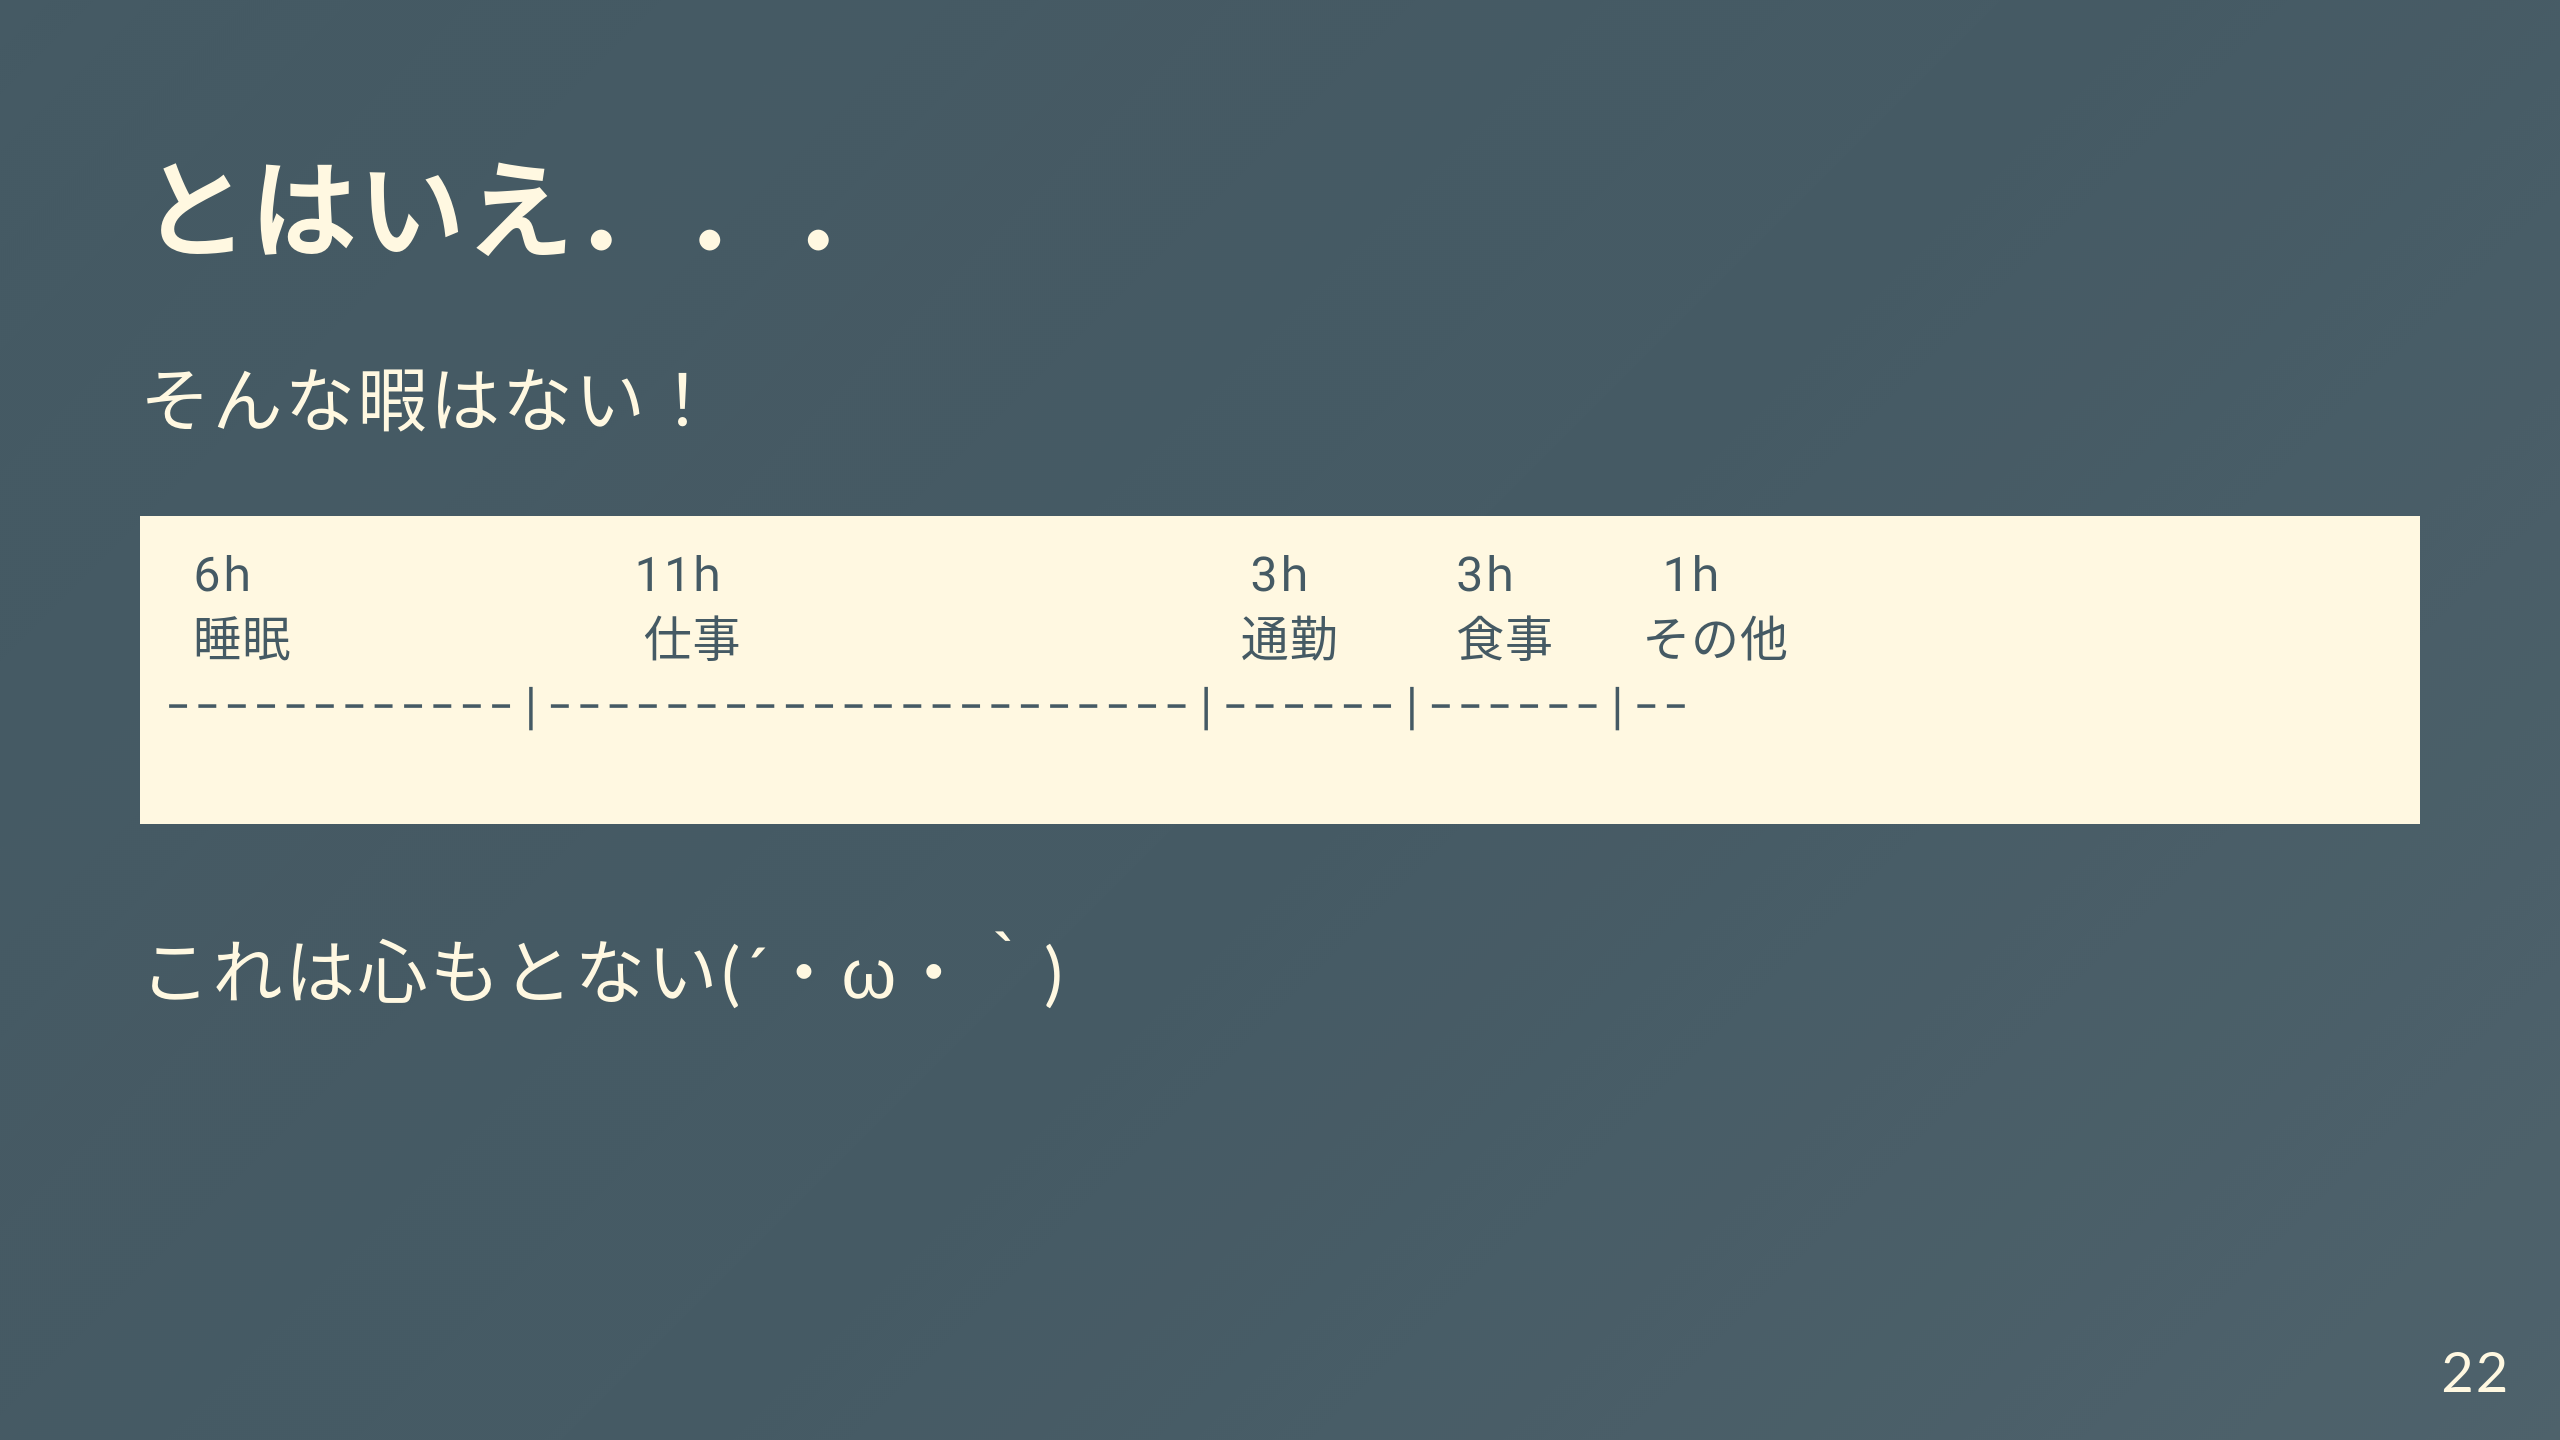 とはいえ．．．
そんな暇はない！
6h 11h 3h 3h 1h
睡眠 仕事 通勤 食事 その他
------------|----------------------|------|------|--
これは心もとない(´・ω・｀)
22